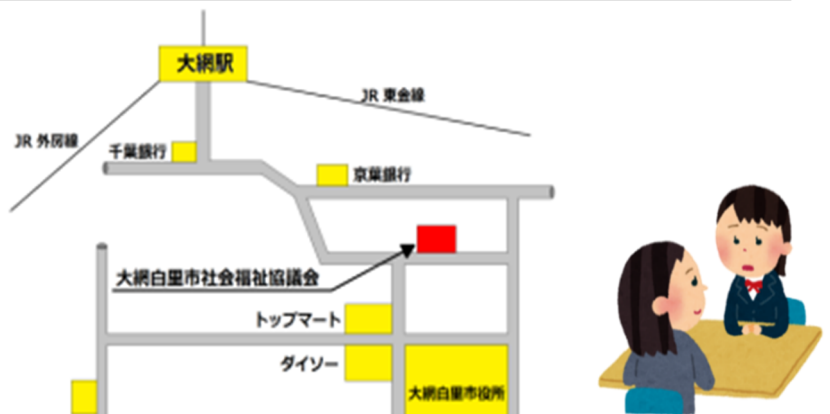 大網駅
JR 東金線
JR 外房線
千葉銀行
京葉銀行
大網白里市社会福祉協議会
トップマート
ダイソー
大網白里市役所